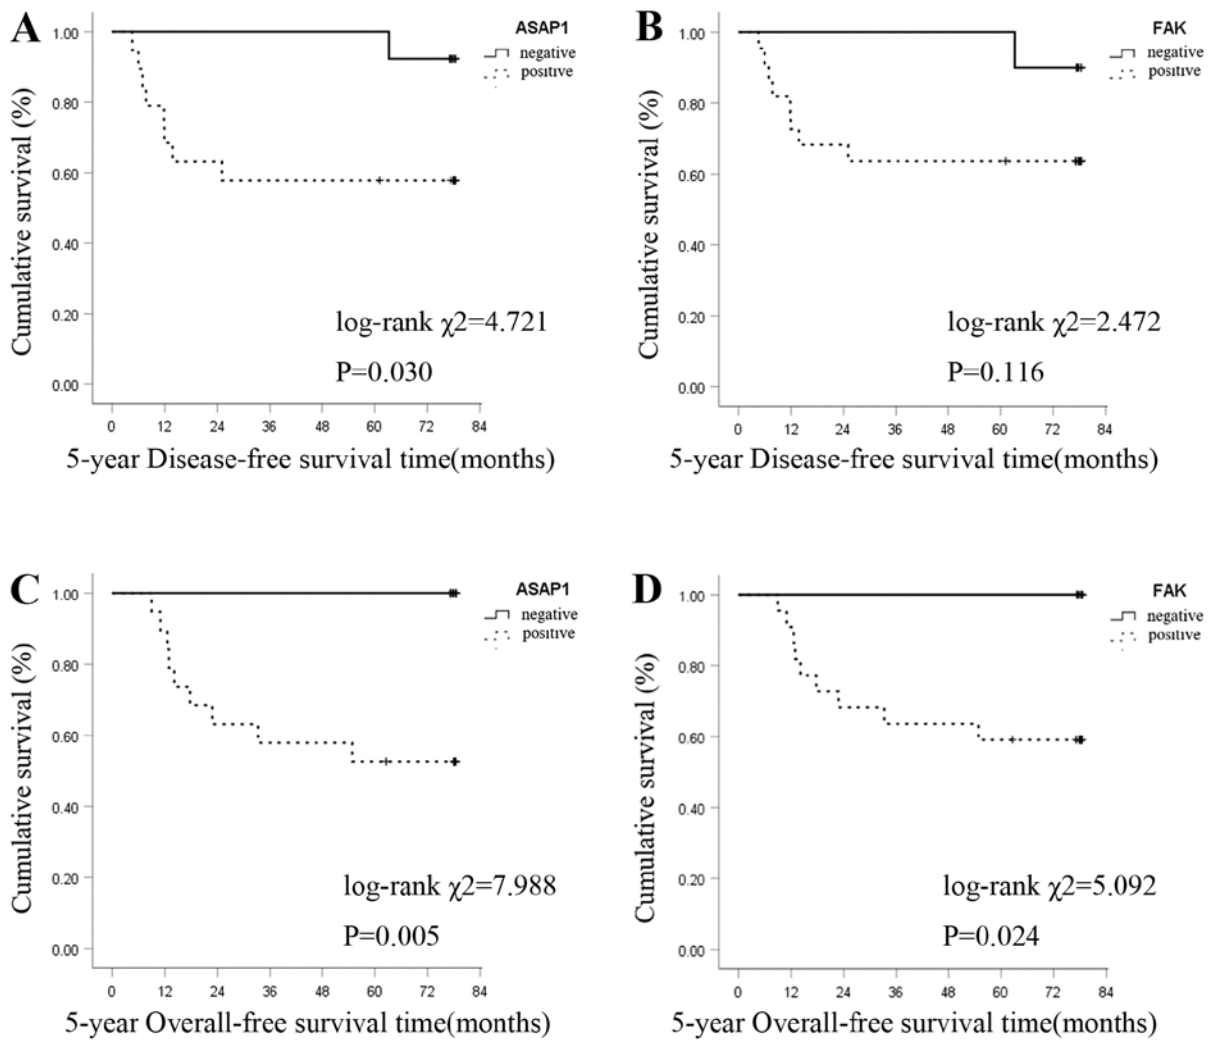 A
ASAP1
negative
positive
Cumulative survival (%)
1.00
0.80
0.60
0.40
0.20
0.00
log-rank χ2=4.721
P=0.030
0 12 24 36 48 60 72 84
5-year Disease-free survival time(months)
B
FAK
negative
positive
Cumulative survival (%)
1.00
0.80
0.60
0.40
0.20
0.00
log-rank χ2=2.472
P=0.116
0 12 24 36 48 60 72 84
5-year Disease-free survival time(months)
C
ASAP1
negative
positive
Cumulative survival (%)
1.00
0.80
0.60
0.40
0.20
0.00
log-rank χ2=7.988
P=0.005
0 12 24 36 48 60 72 84
5-year Overall-free survival time(months)
D
FAK
negative
positive
Cumulative survival (%)
1.00
0.80
0.60
0.40
0.20
0.00
log-rank χ2=5.092
P=0.024
0 12 24 36 48 60 72 84
5-year Overall-free survival time(months)